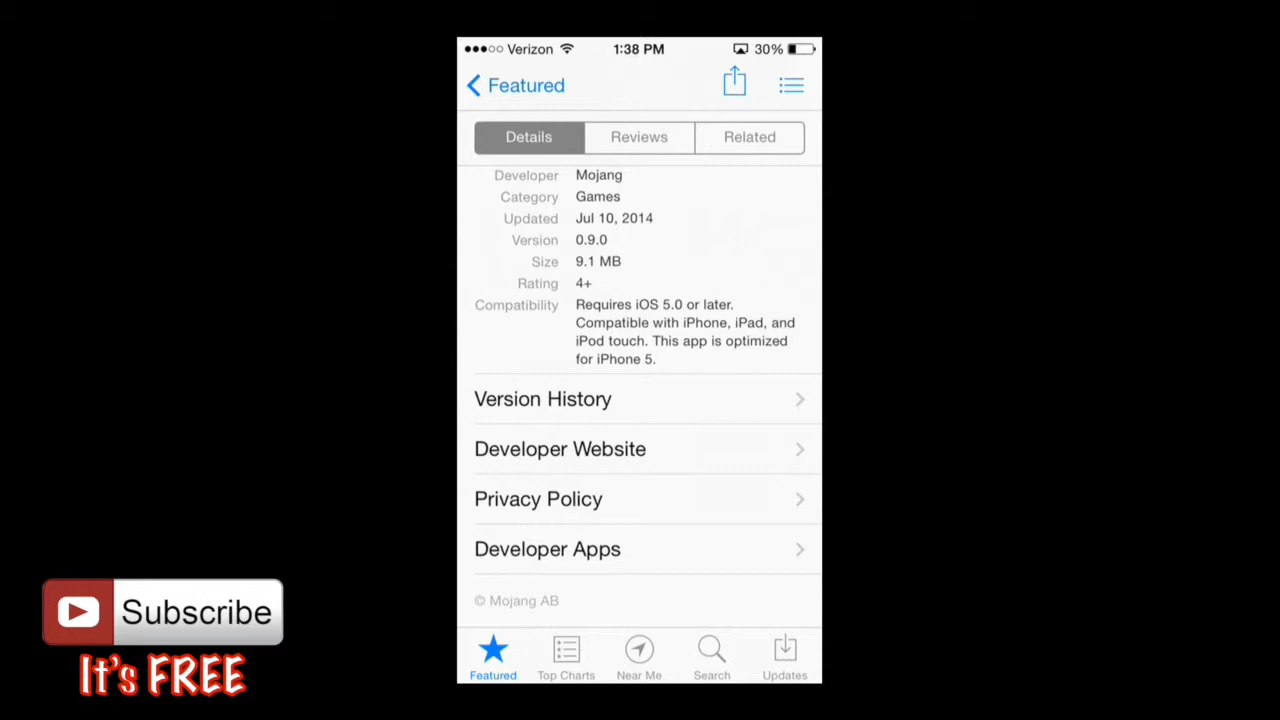 Verizon 1:38 PM 30%
Featured
Details Reviews Related
Developer Mojang
Category Games
Updated Jul 10, 2014
Version 0.9.0
Size 9.1 MB
Rating 4+
Compatibility Requires iOS 5.0 or later.
Compatible with iPhone, iPad, and
iPod touch. This app is optimized
for iPhone 5.
Version History
Developer Website
Privacy Policy
Developer Apps
© Mojang AB
Featured Top Charts Near Me Search Updates
Subscribe
It's FREE